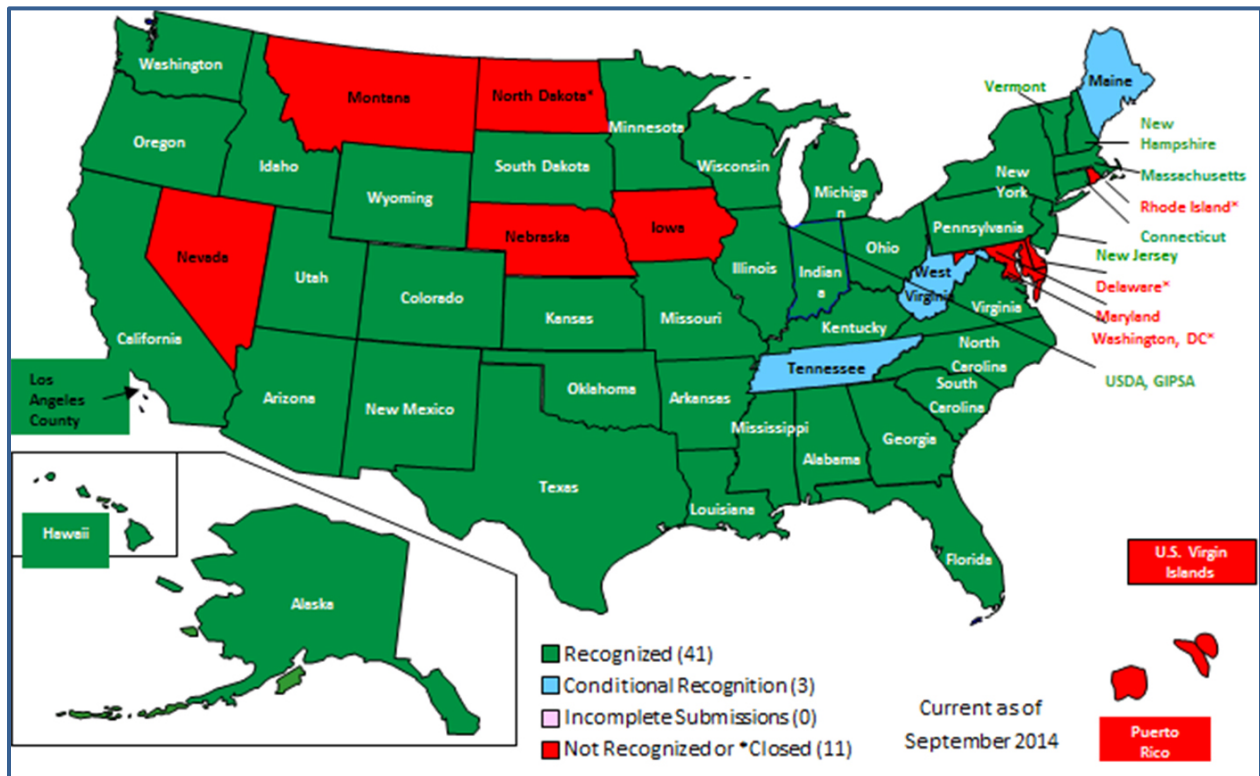 Washington
Montana
North Dakota*
Minnesota
Maine
Vermont
New
Hampshire
Oregon
Idaho
South Dakota
Wisconsin
Michiga
n
New
York
Massachusetts
Rhode Island*
Connecticut
Wyoming
Nebraska
Iowa
Pennsylvania
New Jersey
Nevada
Utah
Colorado
Illinois
Indian
a
Ohio
West
Virginia
Virginia
Delaware*
Maryland
Washington, DC*
California
Kansas
Missouri
Kentucky
North
Carolina
USDA, GIPSA
Los
Angeles
County
Arizona
New Mexico
Oklahoma
Arkansas
Tennessee
South
Carolina
Mississippi
Alabama
Georgia
Texas
Louisiana
Florida
Hawaii
Alaska
U.S. Virgin
Islands
Recognized (41)
Conditional Recognition (3)
Incomplete Submissions (0)
Not Recognized or *Closed (11)
Current as of
September 2014
Puerto
Rico